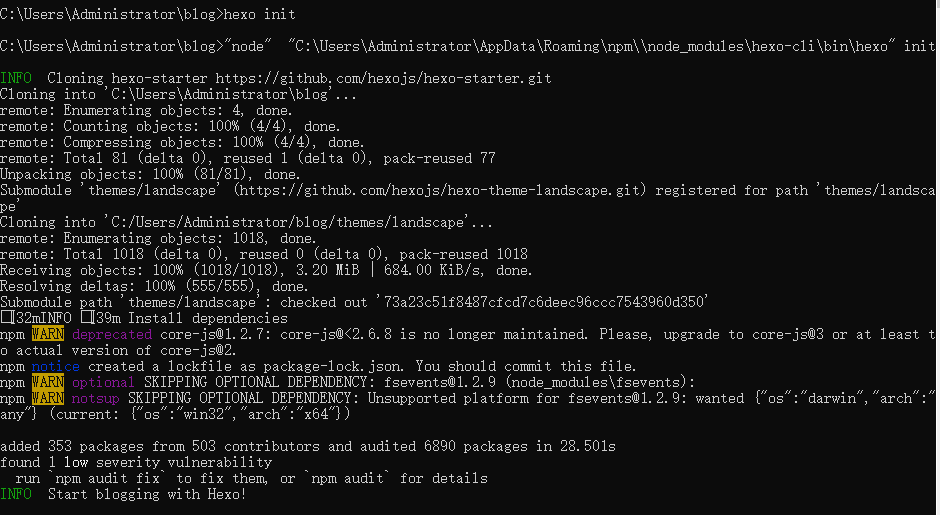 C:\Users\Administrator\blog>hexo init
C:\Users\Administrator\blog>"node"  "C:\Users\Administrator\AppData\Roaming\npm\\node_modules\hexo-cli\bin\hexo" init
INFO  Cloning hexo-starter https://github.com/hexojs/hexo-starter.git
Cloning into 'C:\Users\Administrator\blog'...
remote: Enumerating objects: 4, done.
remote: Counting objects: 100% (4/4), done.
remote: Compressing objects: 100% (4/4), done.
remote: Total 81 (delta 0), reused 1 (delta 0), pack-reused 77
Unpacking objects: 100% (81/81), done.
Submodule 'themes/landscape' (https://github.com/hexojs/hexo-theme-landscape.git) registered for path 'themes/landsca
pe'
Cloning into 'C:/Users/Administrator/blog/themes/landscape'...
remote: Enumerating objects: 1018, done.
remote: Total 1018 (delta 0), reused 0 (delta 0), pack-reused 1018
Receiving objects: 100% (1018/1018), 3.20 MiB | 684.00 KiB/s, done.
Resolving deltas: 100% (555/555), done.
Submodule path 'themes/landscape': checked out '73a23c51f8487cfcd7c6deec96ccc7543960d350'
□[32mINFO □[39m Install dependencies
npm WARN deprecated core-js@1.2.7: core-js@<2.6.8 is no longer maintained. Please, upgrade to core-js@3 or at least t
o actual version of core-js@2.
npm notice created a lockfile as package-lock.json. You should commit this file.
npm WARN optional SKIPPING OPTIONAL DEPENDENCY: fsevents@1.2.9 (node_modules\fsevents):
npm WARN notsup SKIPPING OPTIONAL DEPENDENCY: Unsupported platform for fsevents@1.2.9: wanted {"os":"darwin","arch":"
any"} (current: {"os":"win32","arch":"x64"})
added 353 packages from 503 contributors and audited 6890 packages in 28.501s
found 1 low severity vulnerability
  run `npm audit fix` to fix them, or `npm audit` for details
INFO  Start blogging with Hexo!